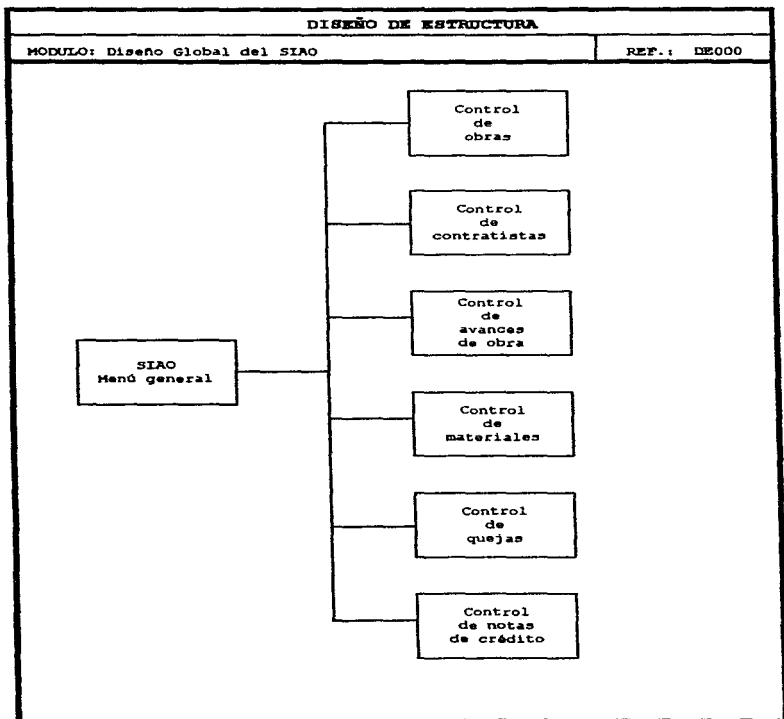 DISEÑO DE ESTRUCTURA
MODULO: Diseño Global del SIAO
REF.: DE000
Control
de
obras
Control
de
contratistas
Control
de
avances
de obra
SIAO
Menú general
Control
de
materiales
Control
de
quejas
Control
de notas
de crédito